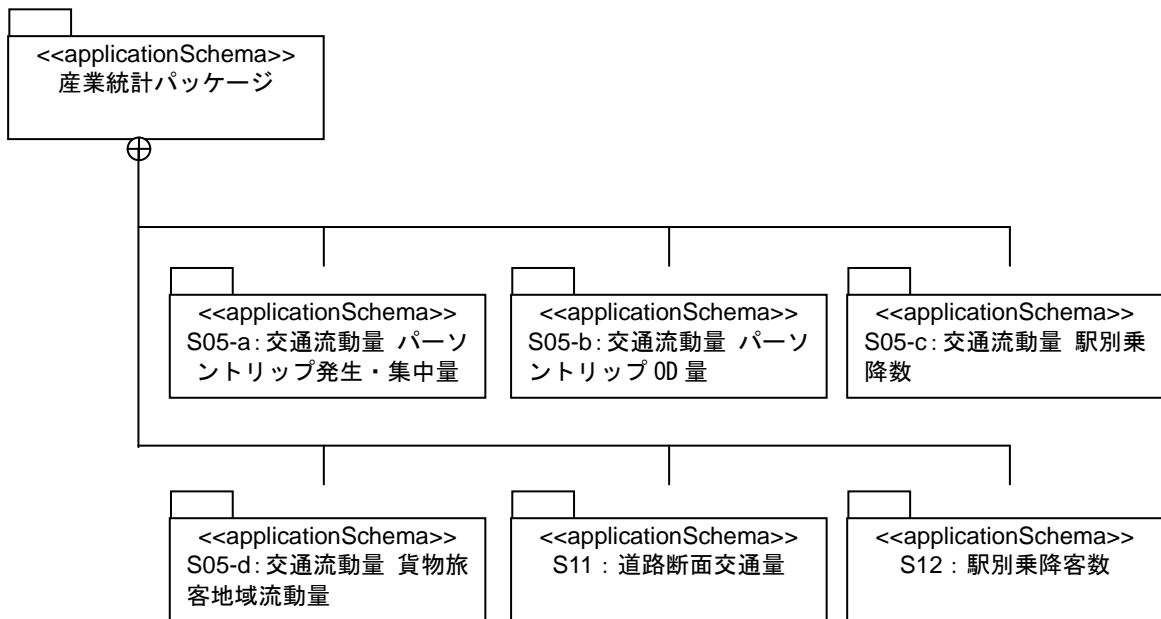 <<applicationSchema>>
産業統計パッケージ
<<applicationSchema>>
S05-a:交通流動量 パーソ
ントリップ発生・集中量
<<applicationSchema>>
S05-b:交通流動量 パーソ
ントリップ OD 量
<<applicationSchema>>
S05-c:交通流動量 駅別乗
降数
<<applicationSchema>>
S05-d:交通流動量 貨物旅
客地域流動量
<<applicationSchema>>
S11:道路断面交通量
<<applicationSchema>>
S12:駅別乗降客数